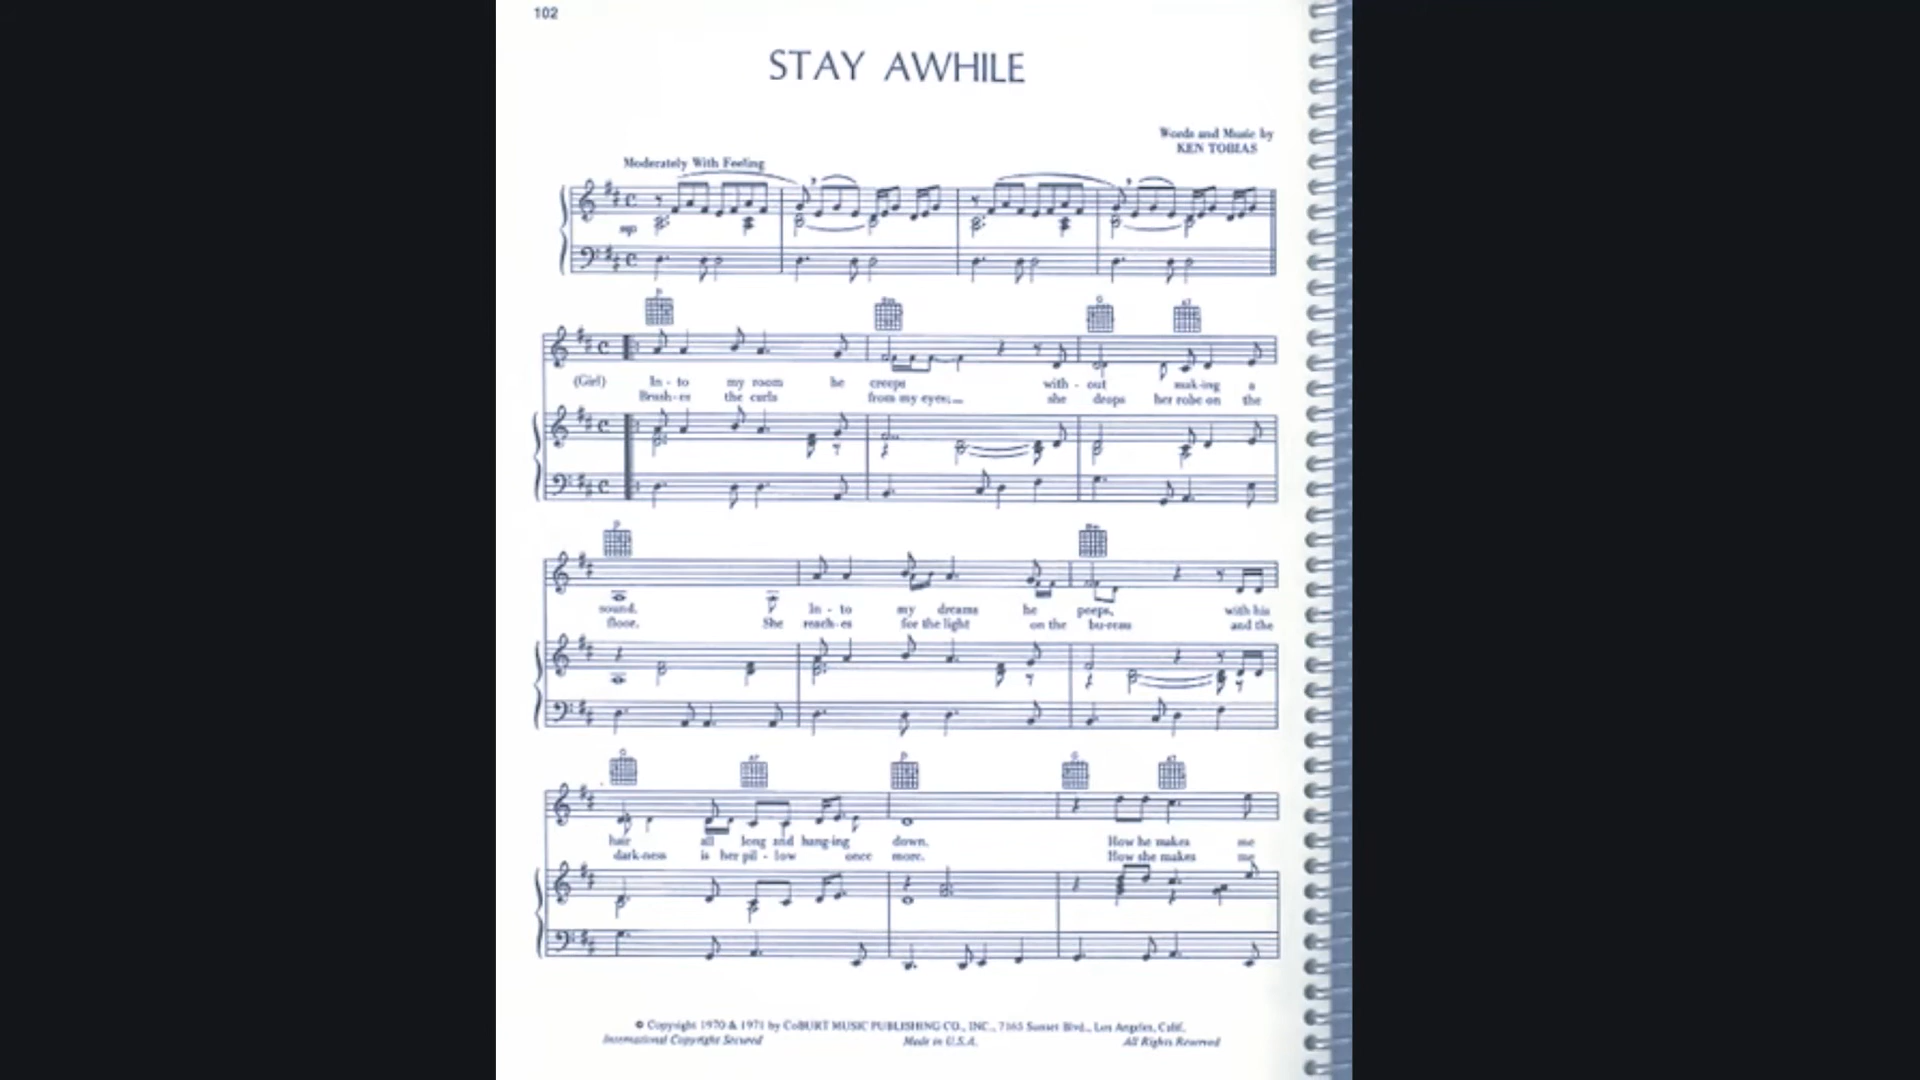 102
STAY AWHILE
Words and Music by
KEN TOBIAS
Moderately With Feeling
mp
D Bm G A7
(Girl) In - to my room he creeps with - out mak-ing a
Brush-es the curls from my eyes; she drops her robe on the
D Bm
sound. In - to my dreams he peeps, with his
floor. She reach-es for the light on the bu-reau and the
G A7 D G A7
hair all long and hang-ing down. How he makes me
dark-ness is her pil - low once more. How she makes me
© Copyright 1970 & 1971 by CoBURT MUSIC PUBLISHING CO., INC., 7165 Sunset Blvd., Los Angeles, Calif.
International Copyright Secured Made in U.S.A. All Rights Reserved